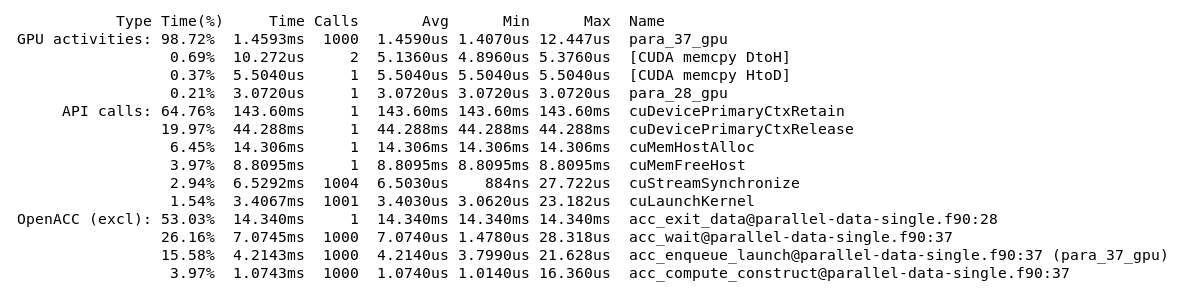 Type Time(%) Time Calls Avg Min Max Name
GPU activities: 98.72% 1.4593ms 1000 1.4590us 1.4070us 12.447us para_37_gpu
0.69% 10.272us 2 5.1360us 4.8960us 5.3760us [CUDA memcpy DtoH]
0.37% 5.5040us 1 5.5040us 5.5040us 5.5040us [CUDA memcpy HtoD]
0.21% 3.0720us 1 3.0720us 3.0720us 3.0720us para_28_gpu
API calls: 64.76% 143.60ms 1 143.60ms 143.60ms 143.60ms cuDevicePrimaryCtxRetain
19.97% 44.288ms 1 44.288ms 44.288ms 44.288ms cuDevicePrimaryCtxRelease
6.45% 14.306ms 1 14.306ms 14.306ms 14.306ms cuMemHostAlloc
3.97% 8.8095ms 1 8.8095ms 8.8095ms 8.8095ms cuMemFreeHost
2.94% 6.5292ms 1004 6.5030us 884ns 27.722us cuStreamSynchronize
1.54% 3.4067ms 1001 3.4030us 3.0620us 23.182us cuLaunchKernel
OpenACC (excl): 53.03% 14.340ms 1 14.340ms 14.340ms 14.340ms acc_exit_data@parallel-data-single.f90:28
26.16% 7.0745ms 1000 7.0740us 1.4780us 28.318us acc_wait@parallel-data-single.f90:37
15.58% 4.2143ms 1000 4.2140us 3.7990us 21.628us acc_enqueue_launch@parallel-data-single.f90:37 (para_37_gpu)
3.97% 1.0743ms 1000 1.0740us 1.0140us 16.360us acc_compute_construct@parallel-data-single.f90:37